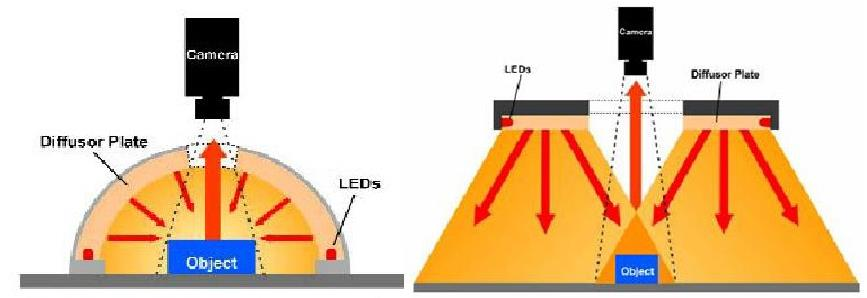 Camera
Diffusor Plate
LEDs
Object
Camera
LEDs
Diffusor Plate
Object